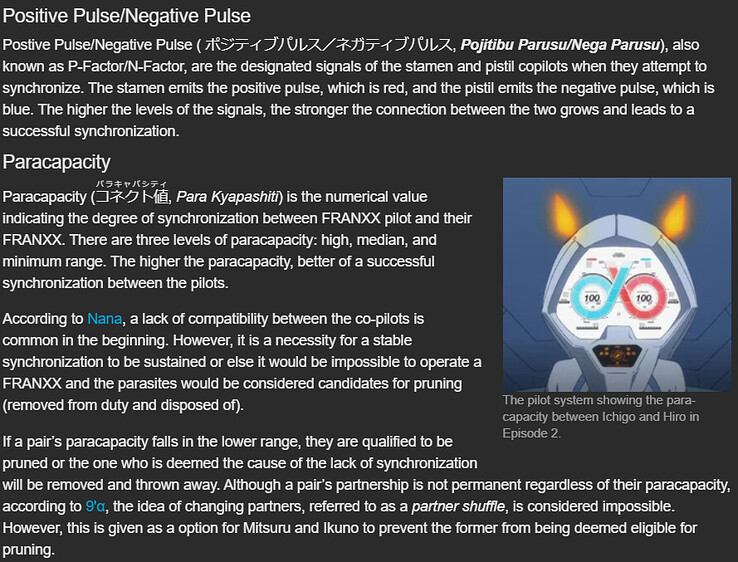 Positive Pulse/Negative Pulse
Postive Pulse/Negative Pulse ( ポジティブパルス／ネガティブパルス, Pojitibu Parusu/Nega Parusu), also
known as P-Factor/N-Factor, are the designated signals of the stamen and pistil copilots when they attempt to
synchronize. The stamen emits the positive pulse, which is red, and the pistil emits the negative pulse, which is
blue. The higher the levels of the signals, the stronger the connection between the two grows and leads to a
successful synchronization.
Paracapacity
パラキャパシティ
Paracapacity (コネクト値, Para Kyapashiti) is the numerical value
indicating the degree of synchronization between FRANXX pilot and their
FRANXX. There are three levels of paracapacity: high, median, and
minimum range. The higher the paracapacity, better of a successful
synchronization between the pilots.
According to Nana, a lack of compatibility between the co-pilots is
common in the beginning. However, it is a necessity for a stable
synchronization to be sustained or else it would be impossible to operate a
FRANXX and the parasites would be considered candidates for pruning
(removed from duty and disposed of).
100 100
The pilot system showing the para-
capacity between Ichigo and Hiro in
Episode 2.
If a pair's paracapacity falls in the lower range, they are qualified to be
pruned or the one who is deemed the cause of the lack of synchronization
will be removed and thrown away. Although a pair's partnership is not permanent regardless of their paracapacity,
according to 9'α, the idea of changing partners, referred to as a partner shuffle, is considered impossible.
However, this is given as a option for Mitsuru and Ikuno to prevent the former from being deemed eligible for
pruning.